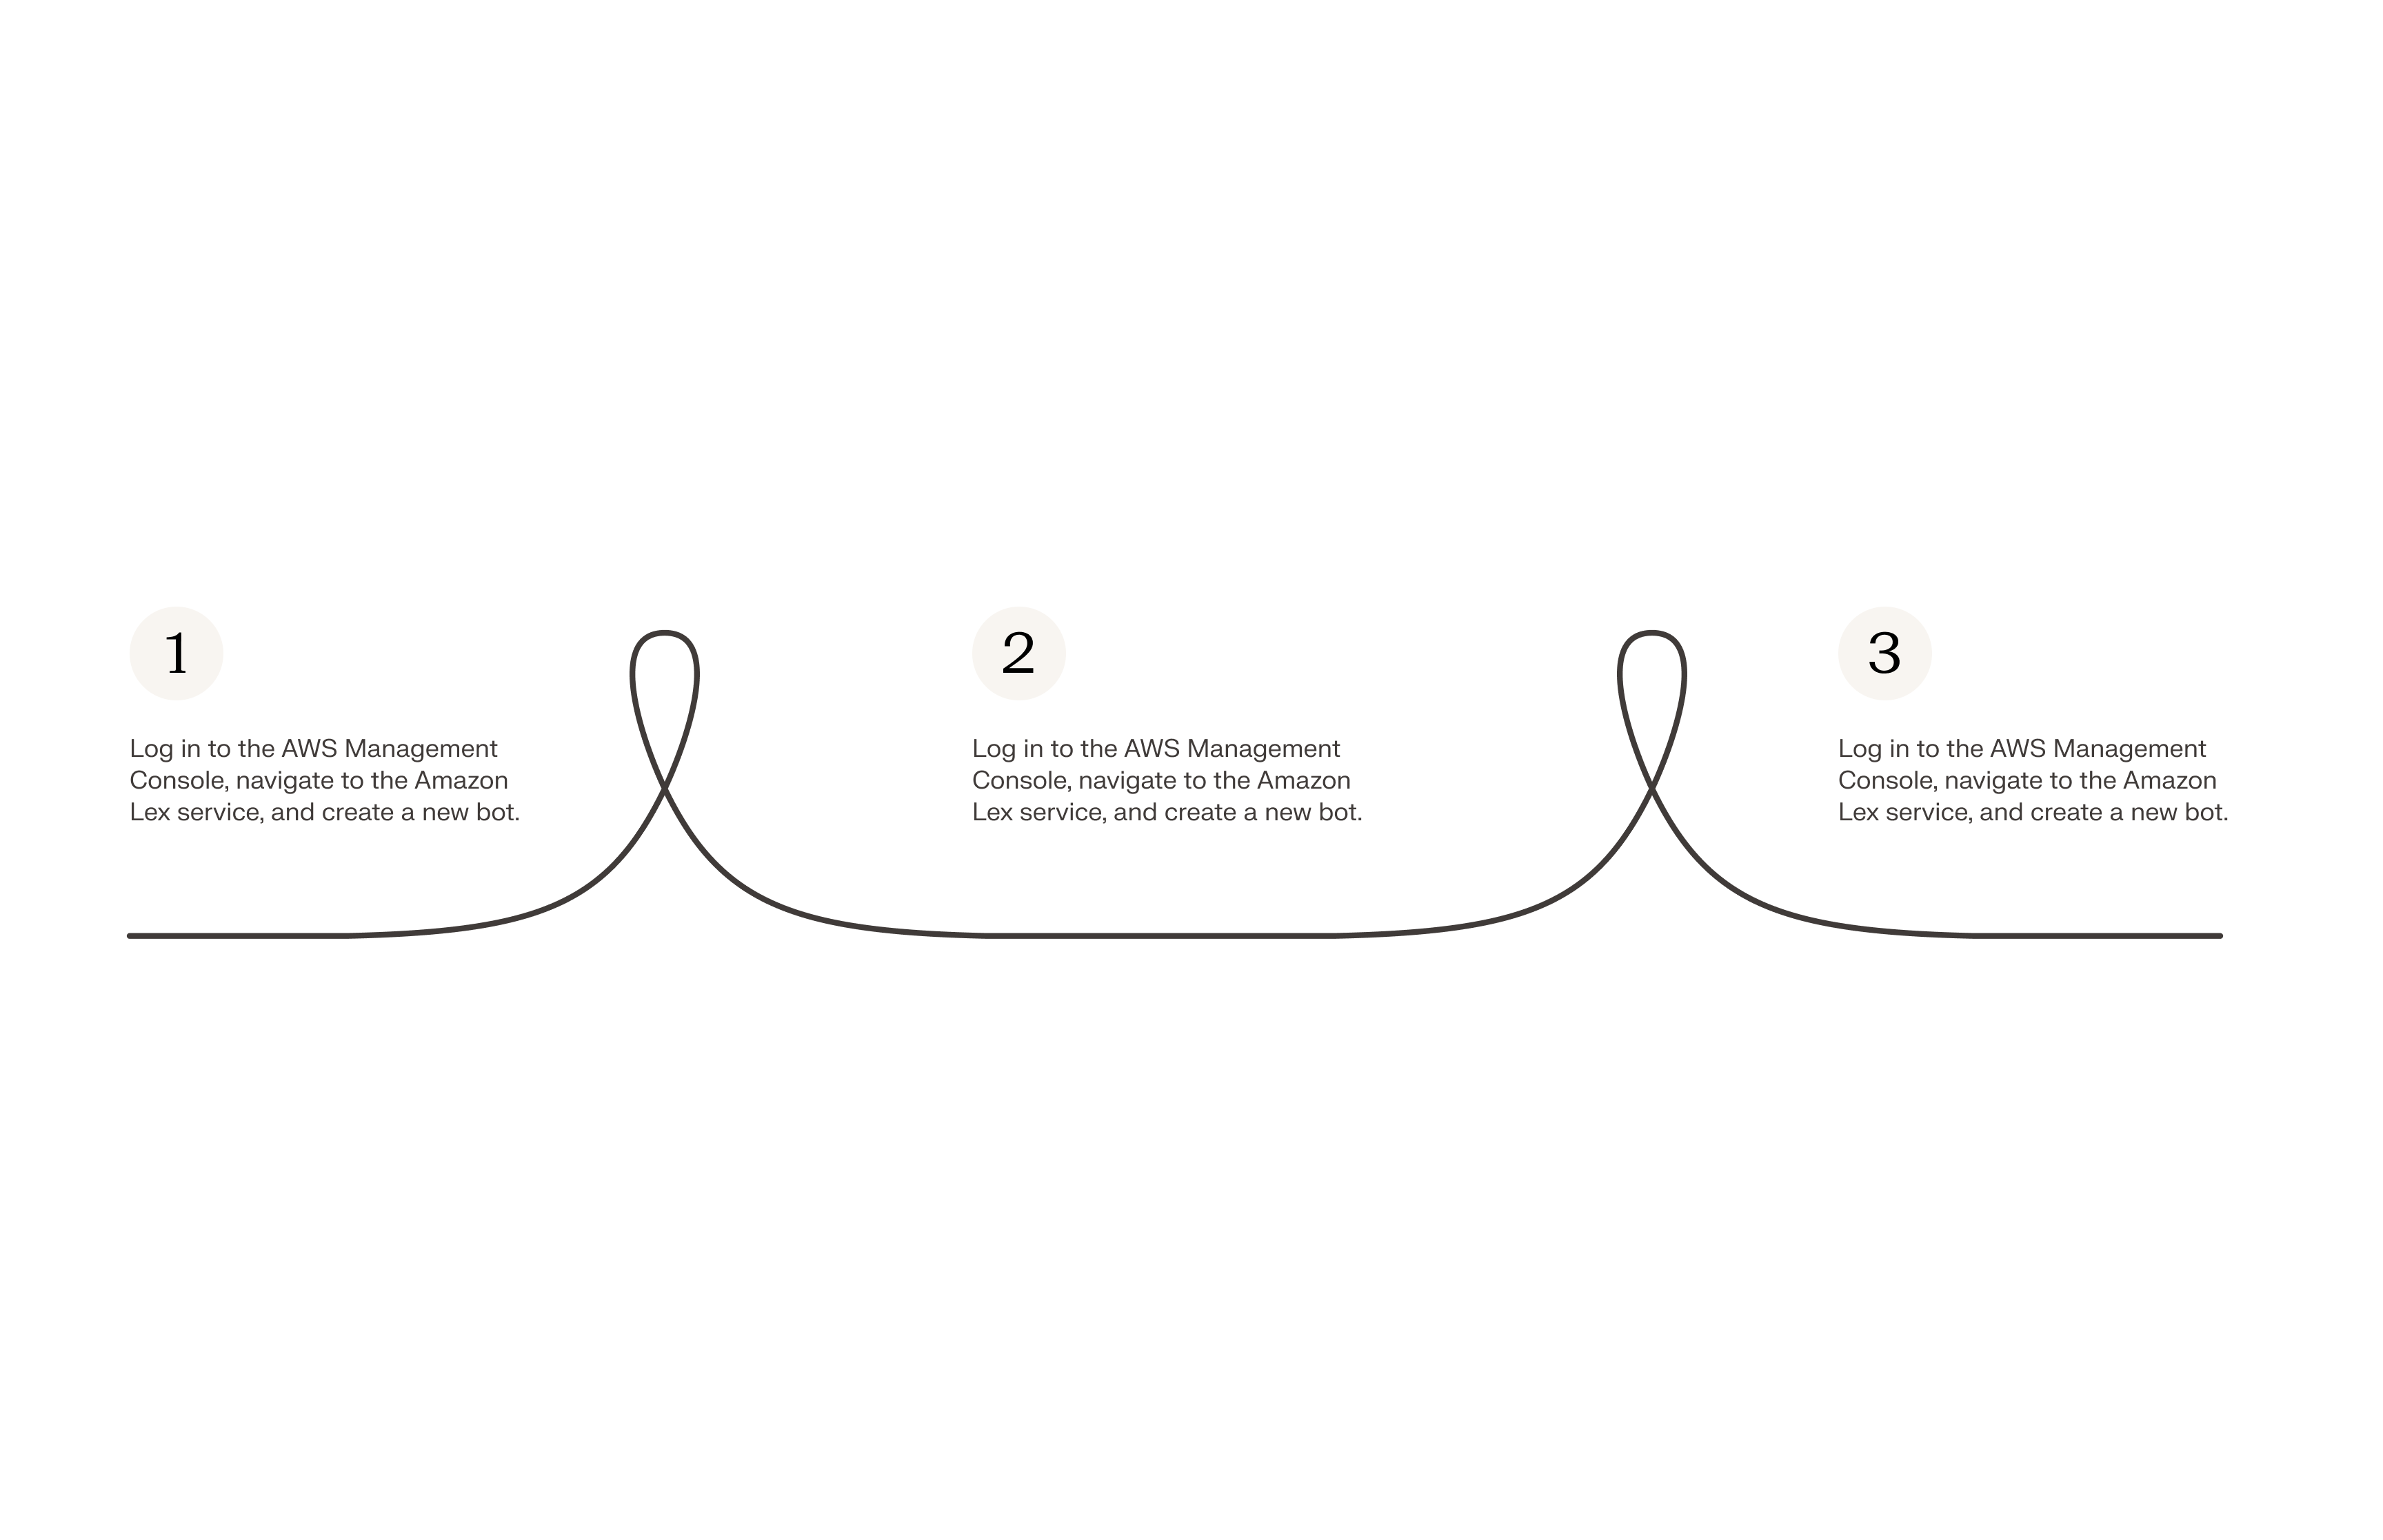 1
Log in to the AWS Management
Console, navigate to the Amazon
Lex service, and create a new bot.
2
Log in to the AWS Management
Console, navigate to the Amazon
Lex service, and create a new bot.
3
Log in to the AWS Management
Console, navigate to the Amazon
Lex service, and create a new bot.